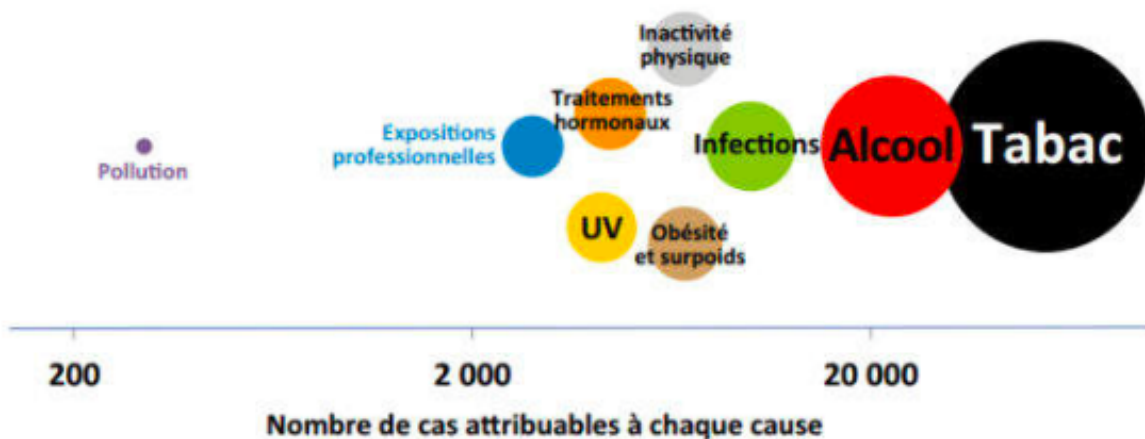 Inactivité
physique
Traitements
hormonaux
Expositions
professionnelles
Pollution
Infections
Alcool
Tabac
UV
Obésité
et surpoids
200
2 000
20 000
Nombre de cas attribuables à chaque cause